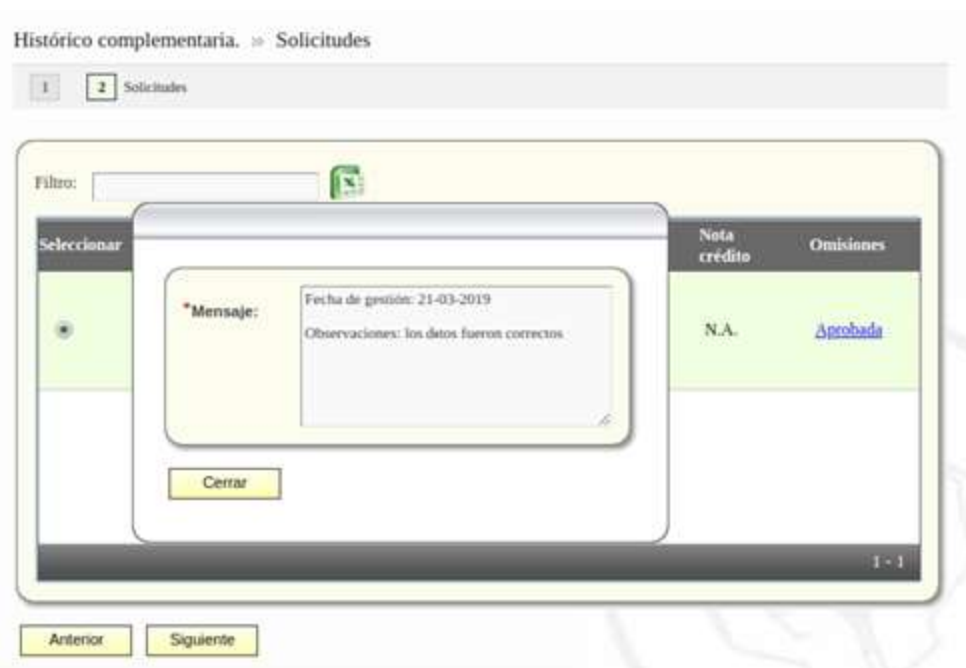 Histórico complementaria. » Solicitudes
1 2 Solicitudes
Filtro:
Seleccionar Nota crédito Omisiones
*Mensaje:
Fecha de gestión: 21-03-2019
Observaciones: los datos fueron correctos
N.A. Aprobada
Cerrar
1 - 1
Anterior Siguiente